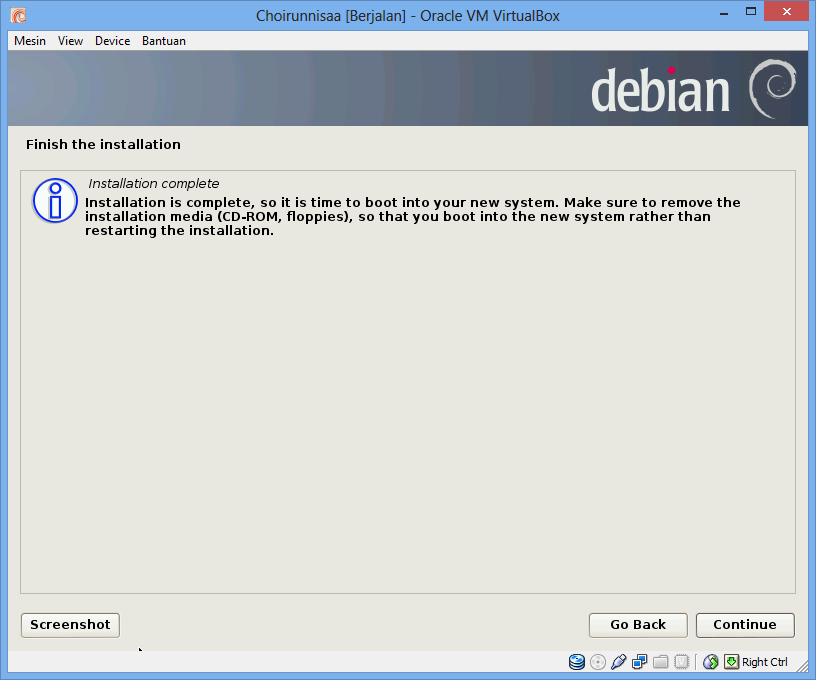 Choirunnisaa [Berjalan] - Oracle VM VirtualBox
Mesin View Device Bantuan
debian
Finish the installation
Installation complete
Installation is complete, so it is time to boot into your new system. Make sure to remove the
installation media (CD-ROM, floppies), so that you boot into the new system rather than
restarting the installation.
Screenshot Go Back Continue
Right Ctrl